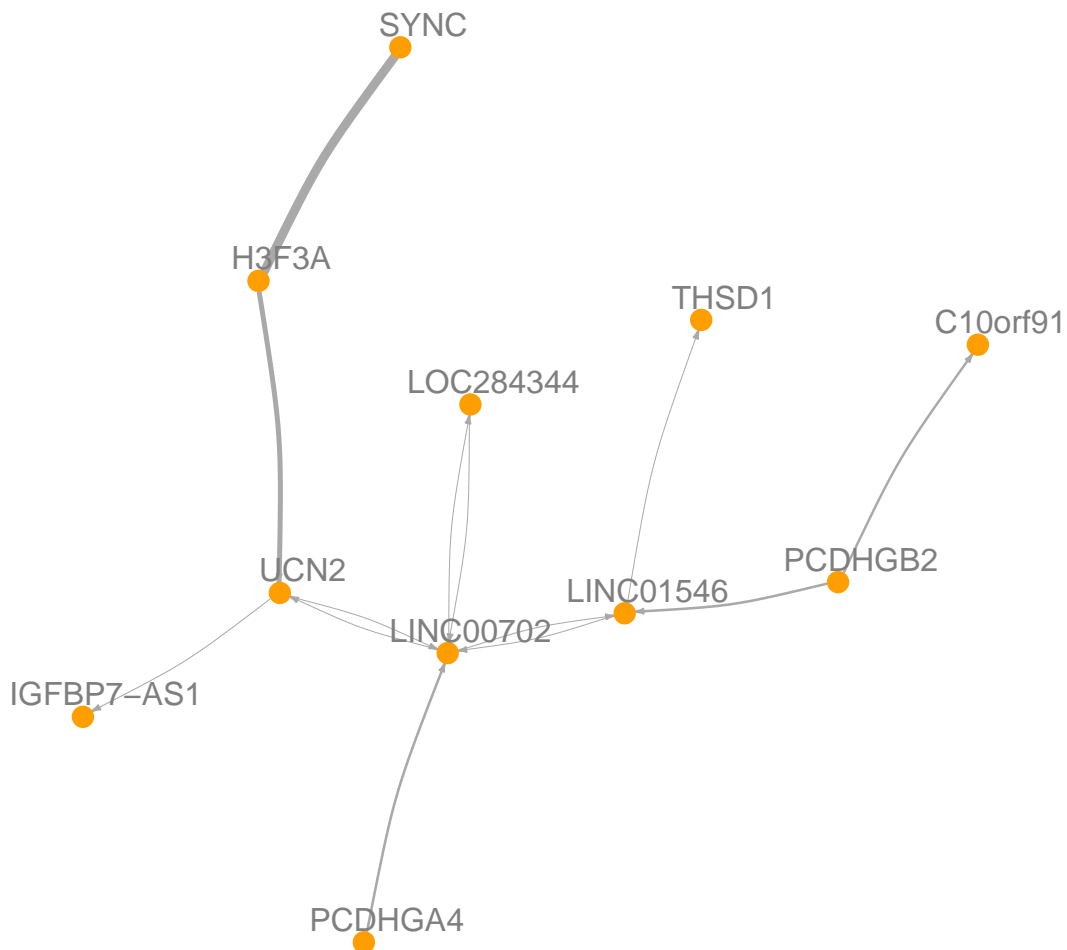 SYNC
H3F3A
THSD1
C10orf91
LOC284344
PCDHGB2
UCN2
LINC01546
LINC00702
IGFBP7–AS1
PCDHGA4